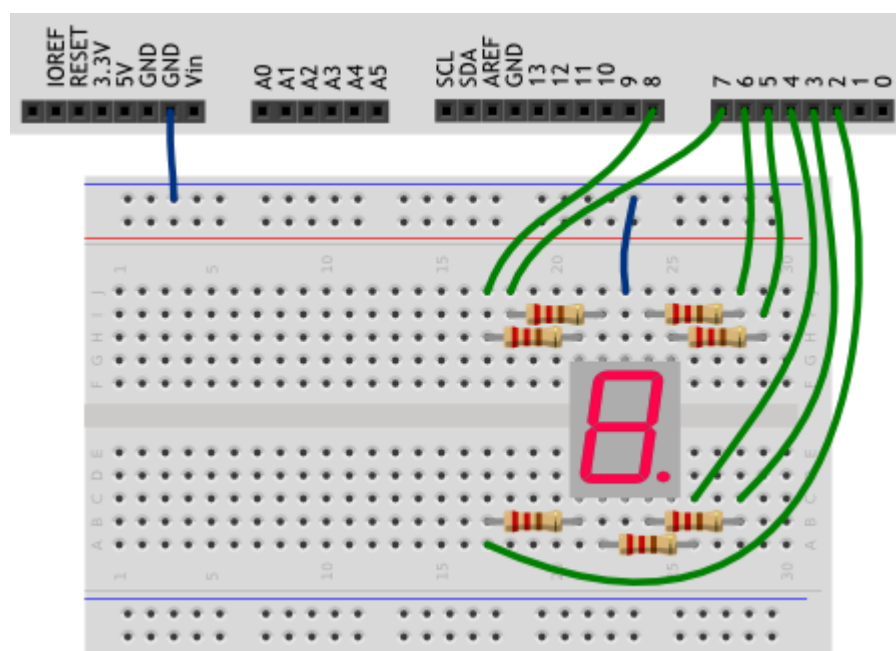 IOREF RESET 3.3V 5V GND GND Vin A0 A1 A2 A3 A4 A5 SCL SDA AREF GND 13 12 11 10 9 8 7 6 5 4 3 2 1 0
1 5 10 15 20 25 30
J
I I
H H
G G
F F
E E
D D
C C
B B
A A
1 5 10 15 30